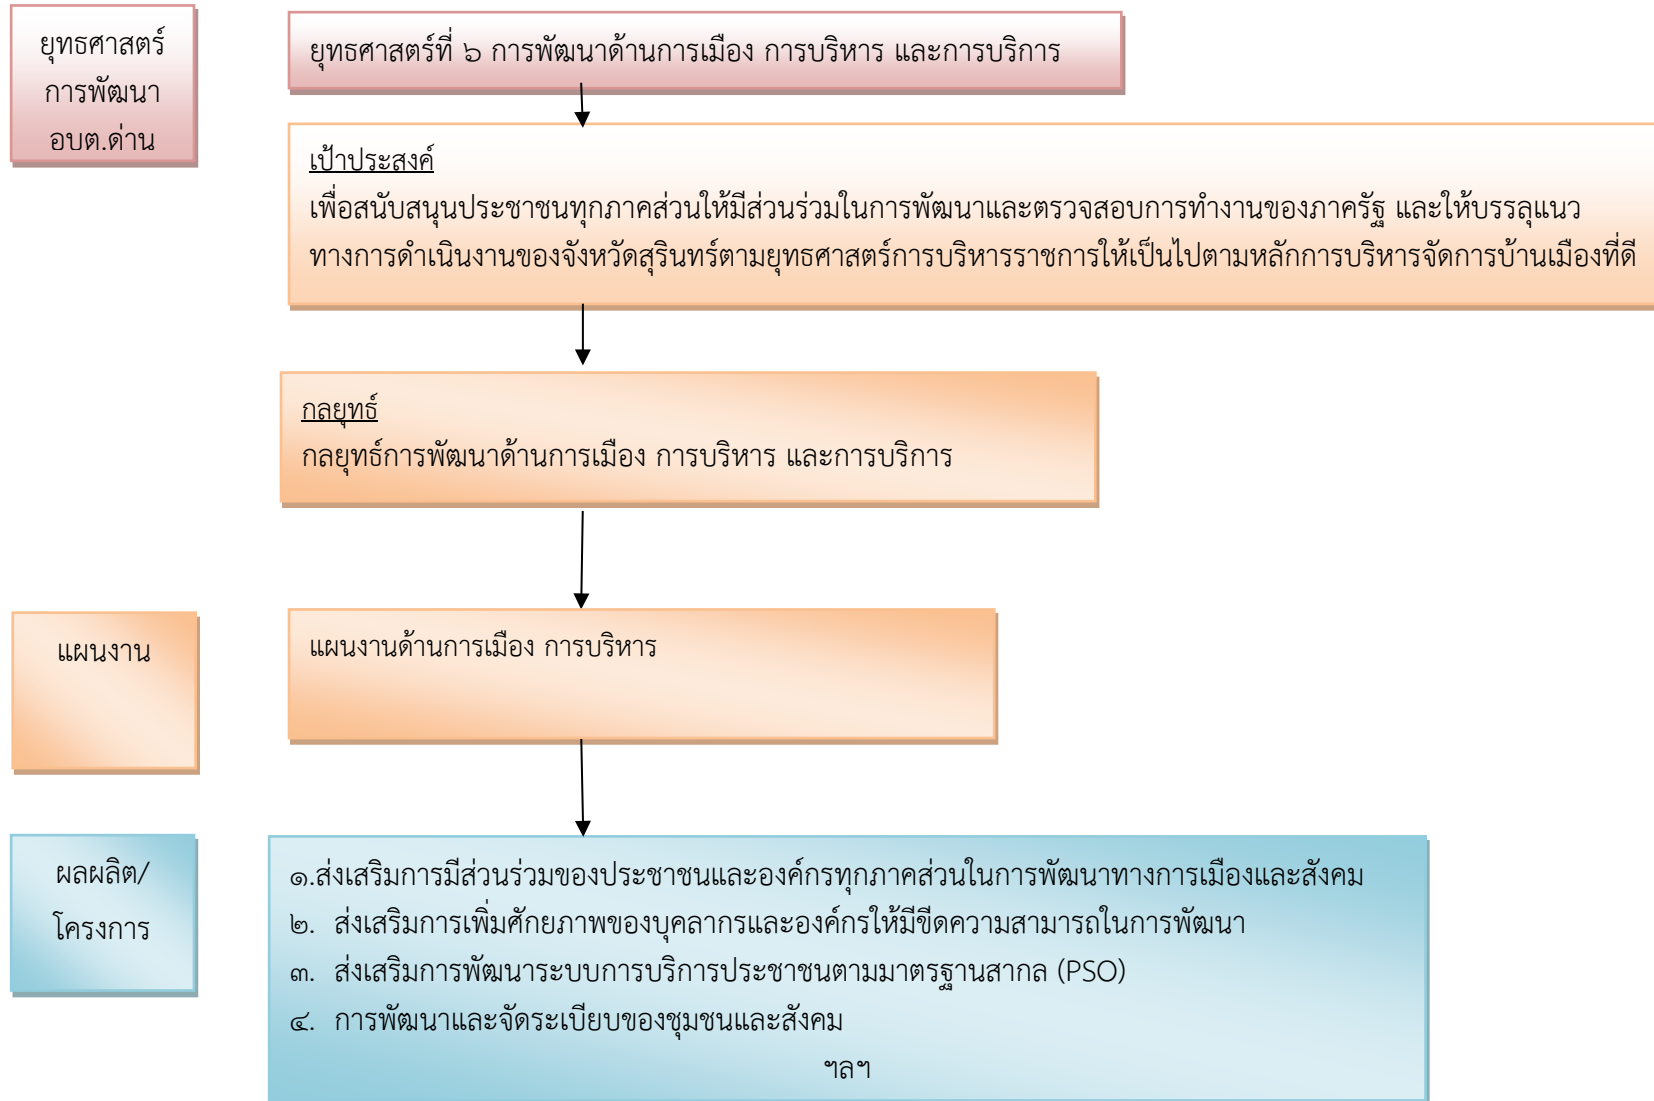 ยุทธศาสตร์
การพัฒนา
อบต.ด่าน
ยุทธศาสตร์ที่ ๖ การพัฒนาด้านการเมือง การบริหาร และการบริการ
เป้าประสงค์
เพื่อสนับสนุนประชาชนทุกภาคส่วนให้มีส่วนร่วมในการพัฒนาและตรวจสอบการทำงานของภาครัฐ และให้บรรลุแนว
ทางการดำเนินงานของจังหวัดสุรินทร์ตามยุทธศาสตร์การบริหารราชการให้เป็นไปตามหลักการบริหารจัดการบ้านเมืองที่ดี
กลยุทธ์
กลยุทธ์การพัฒนาด้านการเมือง การบริหาร และการบริการ
แผนงาน
แผนงานด้านการเมือง การบริหาร
ผลผลิต/
โครงการ
๑.ส่งเสริมการมีส่วนร่วมของประชาชนและองค์กรทุกภาคส่วนในการพัฒนาทางการเมืองและสังคม
๒. ส่งเสริมการเพิ่มศักยภาพของบุคลากรและองค์กรให้มีขีดความสามารถในการพัฒนา
๓. ส่งเสริมการพัฒนาระบบการบริการประชาชนตามมาตรฐานสากล (PSO)
๔. การพัฒนาและจัดระเบียบของชุมชนและสังคม
ฯลฯ